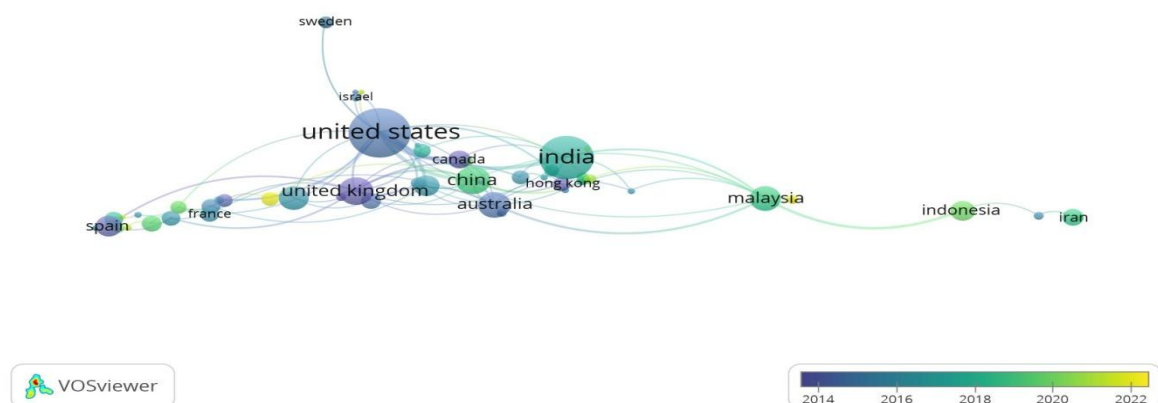 sweden
israel
united states
canada
india
china
hong kong
united kingdom
australia
malaysia
france
indonesia
spain
iran
VOSviewer
2014 2016 2018 2020 2022